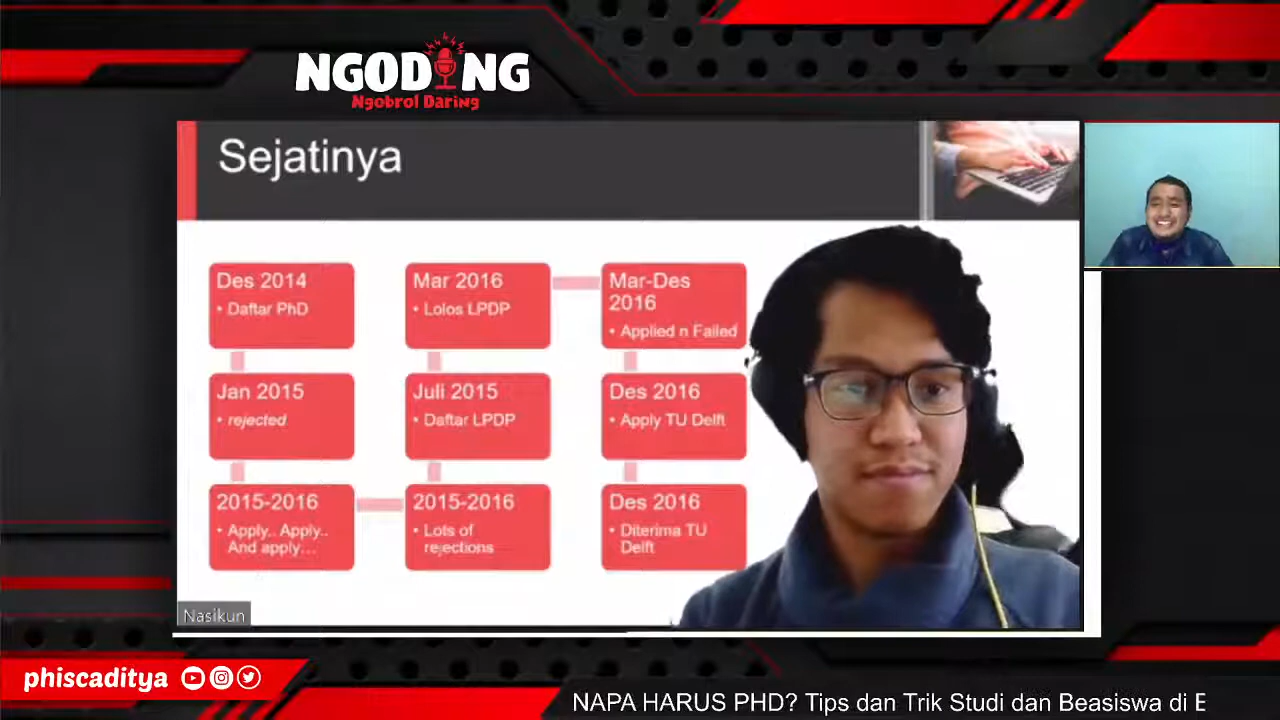 NGODING
Ngobrol Daring
Sejatinya
Des 2014
• Daftar PhD
Jan 2015
• rejected
2015-2016
• Apply.. Apply..
And apply…
2015-2016
• Lots of
rejections
Juli 2015
• Daftar LPDP
Mar 2016
• Lolos LPDP
Mar-Des
2016
• Applied n Failed
Des 2016
• Apply TU Delft
Des 2016
• Diterima TU
Delft
Nasikun
phiscaditya
NAPA HARUS PHD? Tips dan Trik Studi dan Beasiswa di E